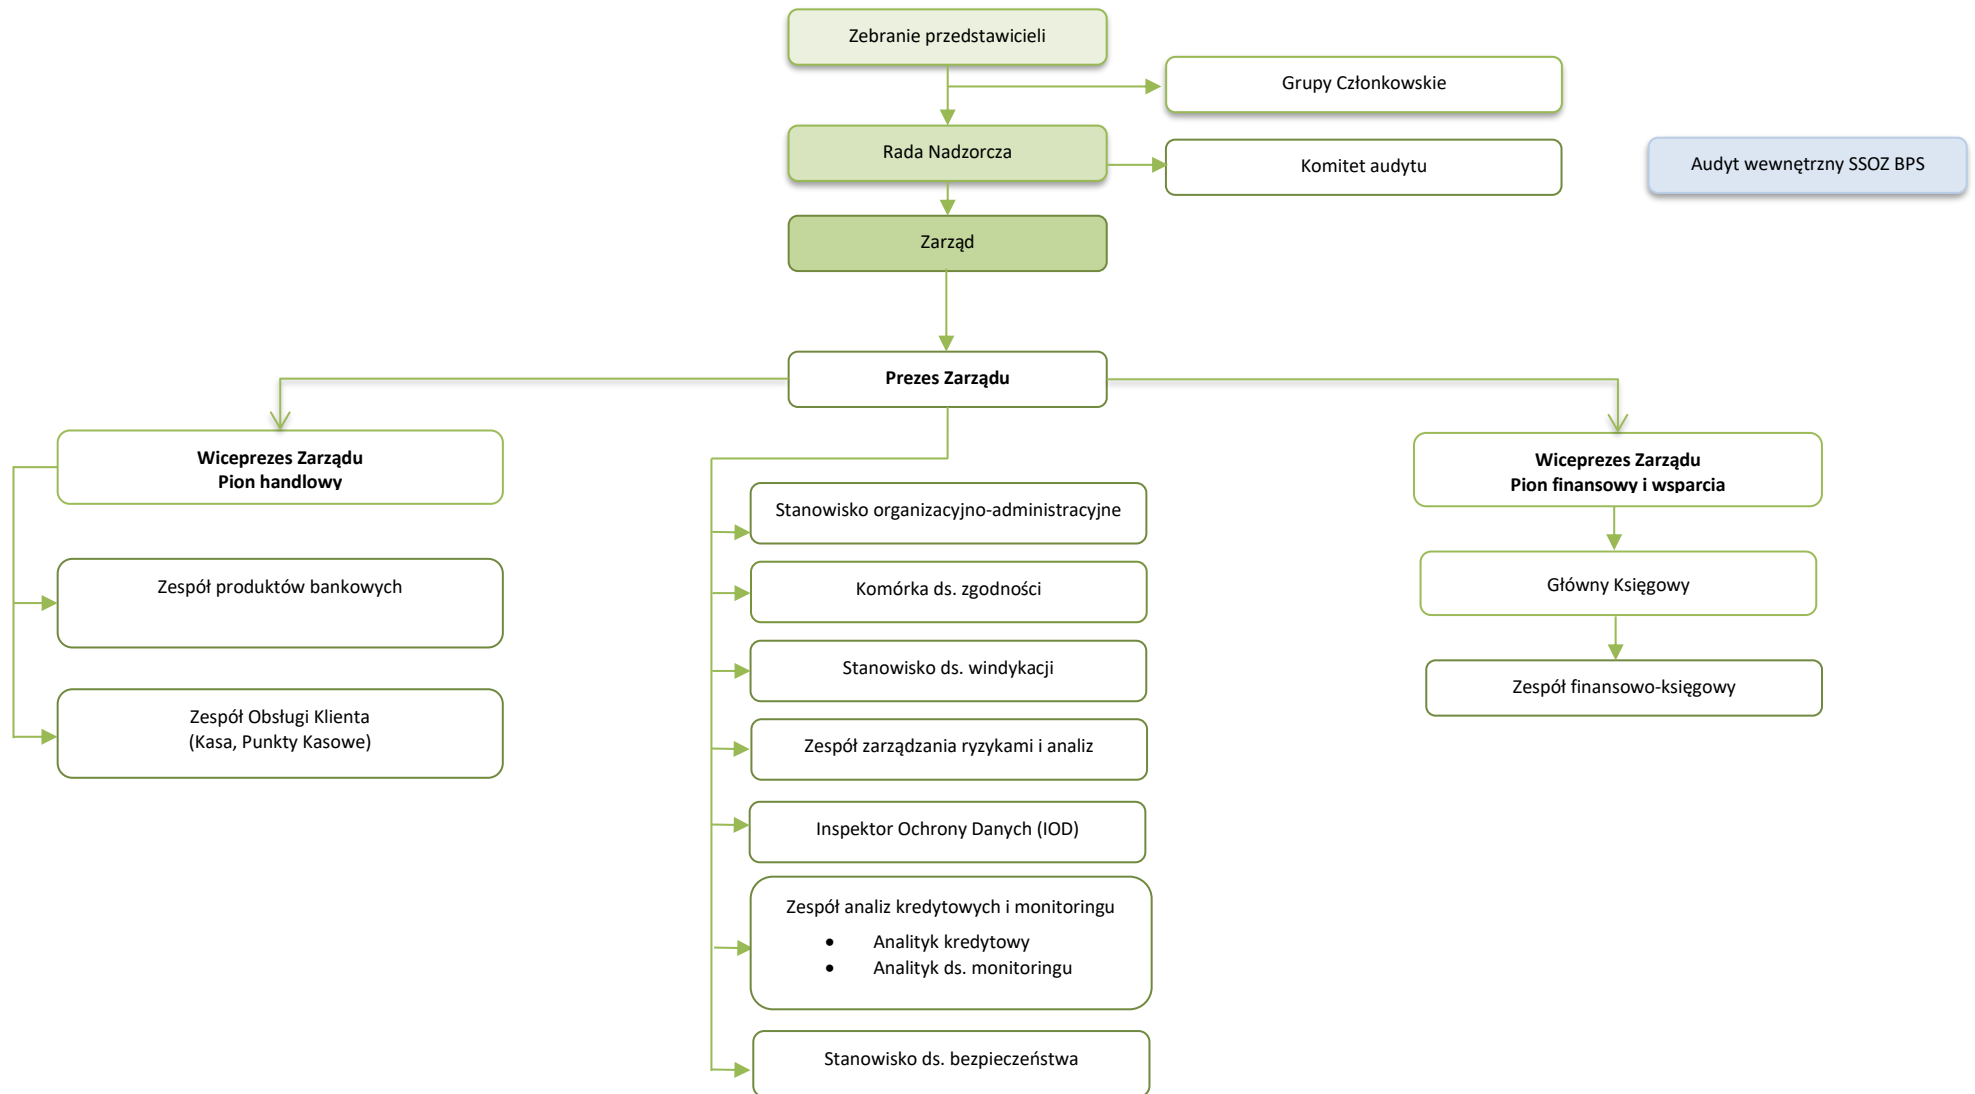 Zebranie przedstawicieli
Grupy Członkowskie
Rada Nadzorcza
Komitet audytu
Audyt wewnętrzny SSOZ BPS
Zarząd
Prezes Zarządu
Wiceprezes Zarządu
Pion handlowy
Zespół produktów bankowych
Zespół Obsługi Klienta
(Kasa, Punkty Kasowe)
Stanowisko organizacyjno-administracyjne
Komórka ds. zgodności
Stanowisko ds. windykacji
Zespół zarządzania ryzykami i analiz
Inspektor Ochrony Danych (IOD)
Zespół analiz kredytowych i monitoringu
• Analityk kredytowy
• Analityk ds. monitoringu
Stanowisko ds. bezpieczeństwa
Wiceprezes Zarządu
Pion finansowy i wsparcia
Główny Księgowy
Zespół finansowo-księgowy